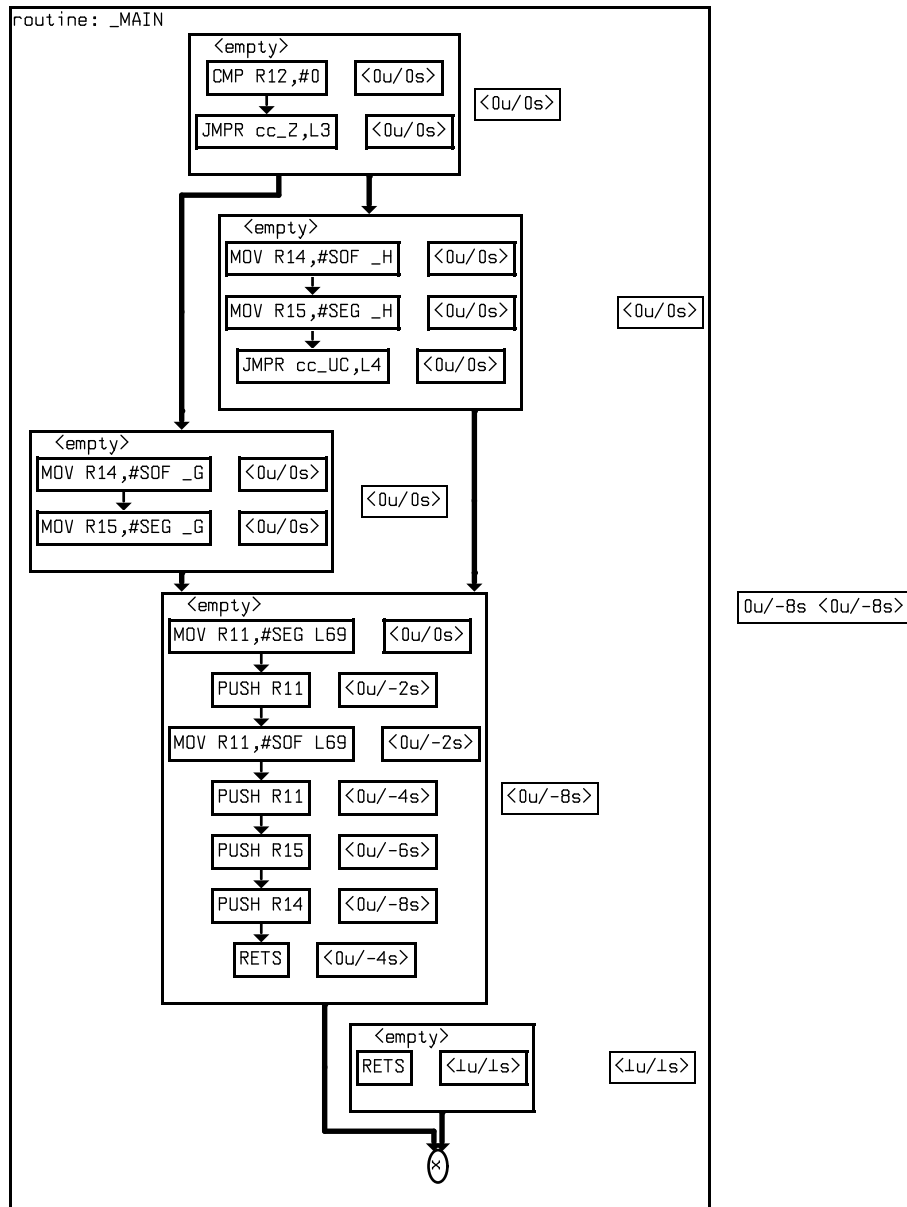 routine: _MAIN
<empty>
CMP R12,#0 <0u/0s>
<0u/0s>
JMPR cc_Z,L3 <0u/0s>
<empty>
MOV R14,#SOF _H <0u/0s>
MOV R15,#SEG _H <0u/0s>
<0u/0s>
JMPR cc_UC,L4 <0u/0s>
<empty>
MOV R14,#SOF _G <0u/0s>
<0u/0s>
MOV R15,#SEG _G <0u/0s>
<empty>
0u/-8s <0u/-8s>
MOV R11,#SEG L69 <0u/0s>
PUSH R11 <0u/-2s>
MOV R11,#SOF L69 <0u/-2s>
PUSH R11 <0u/-4s>
<0u/-8s>
PUSH R15 <0u/-6s>
PUSH R14 <0u/-8s>
RETS <0u/-4s>
<empty>
RETS <⊥u/⊥s>
<⊥u/⊥s>
x